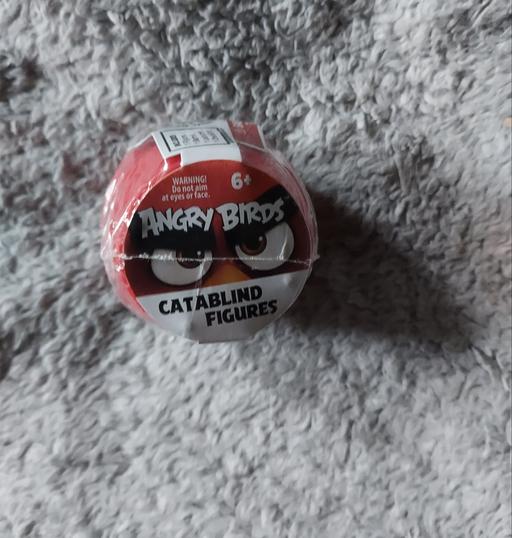 WARNING!
Do not aim
at eyes or face.
6+
ANGRY BIRDS
CATABLIND
FIGURES